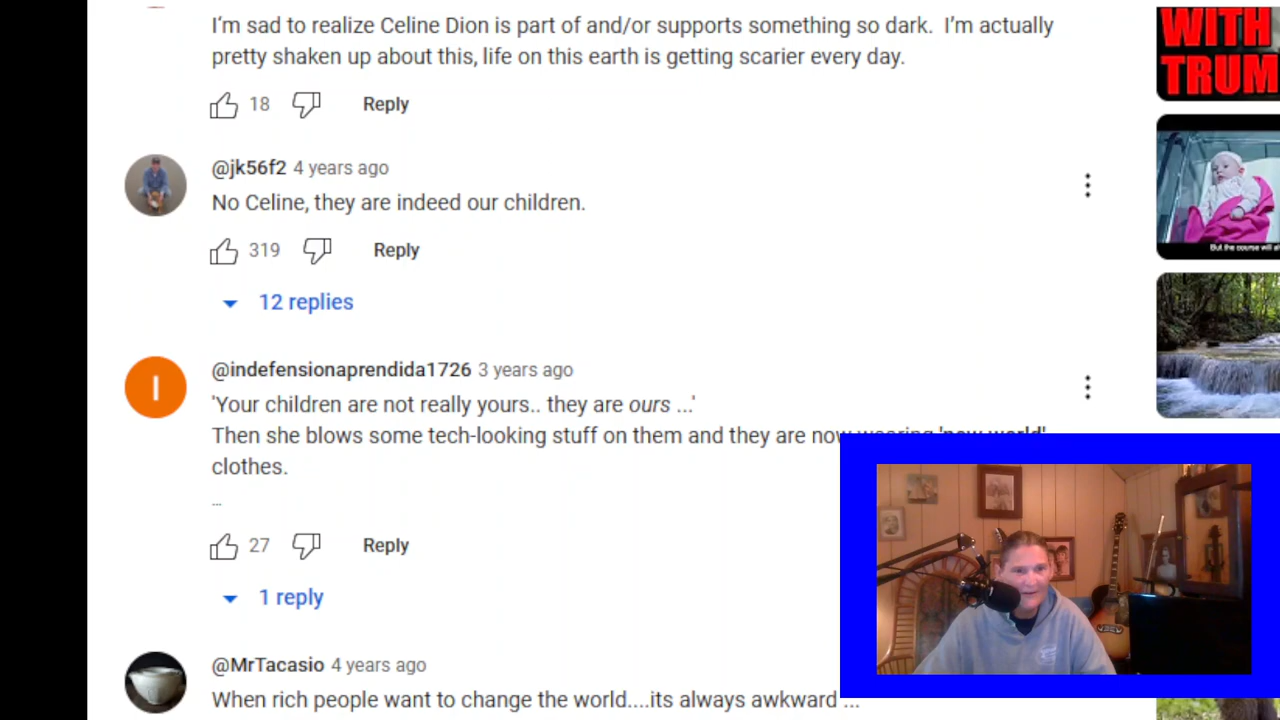 I'm sad to realize Celine Dion is part of and/or supports something so dark. I'm actually
pretty shaken up about this, life on this earth is getting scarier every day.
18 Reply
@jk56f2 4 years ago
No Celine, they are indeed our children.
319 Reply
12 replies
@indefensionaprendida1726 3 years ago
'Your children are not really yours.. they are ours ...'
Then she blows some tech-looking stuff on them and they are now wearing 'new world'
clothes.
...
27 Reply
1 reply
@MrTacasio 4 years ago
When rich people want to change the world....its always awkward ...
WITH
TRUM
But the course will
I